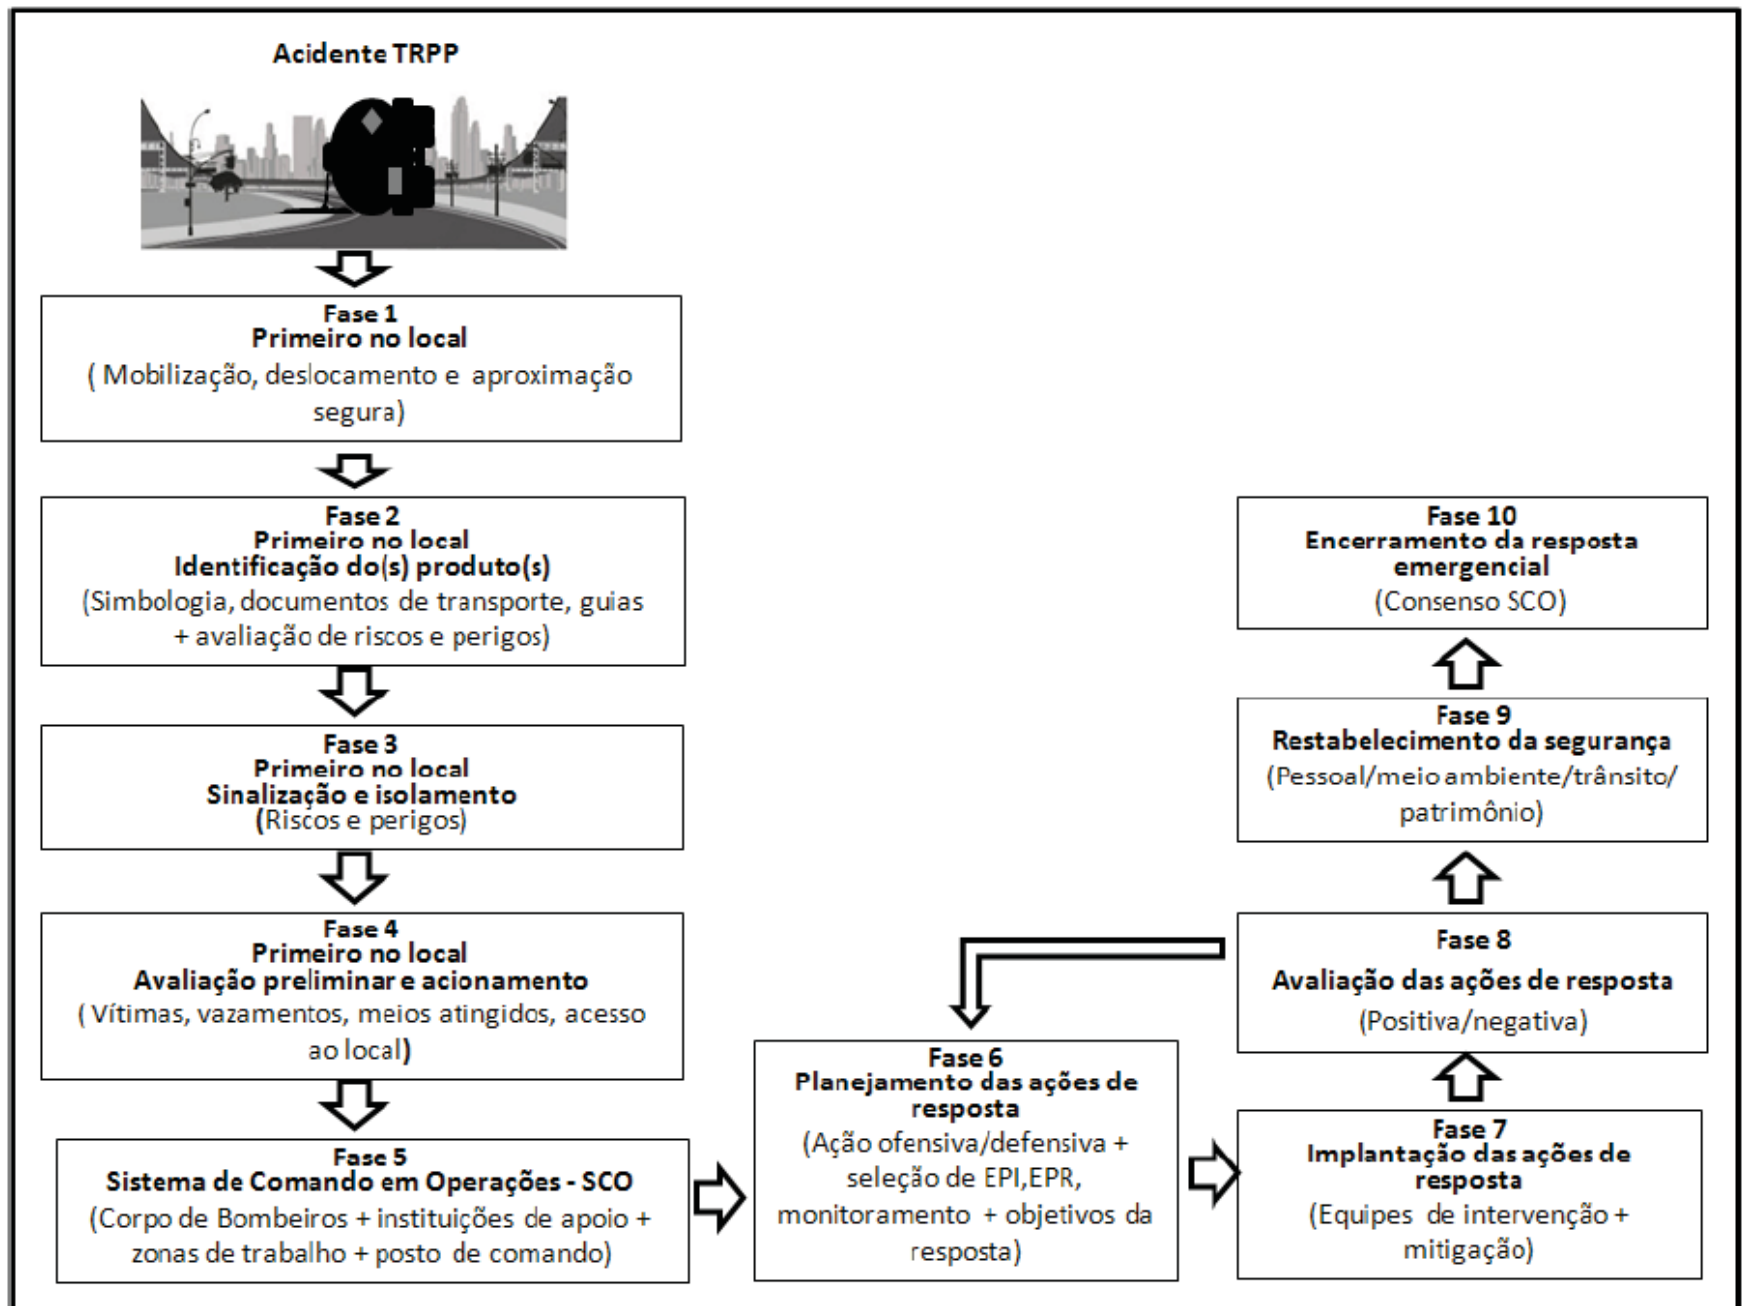 Acidente TRPP
Fase 1
Primeiro no local
( Mobilização, deslocamento e aproximação
segura)
Fase 2
Primeiro no local
Identificação do(s) produto(s)
(Simbologia, documentos de transporte, guias
+ avaliação de riscos e perigos)
Fase 3
Primeiro no local
Sinalização e isolamento
(Riscos e perigos)
Fase 4
Primeiro no local
Avaliação preliminar e acionamento
( Vítimas, vazamentos, meios atingidos, acesso
ao local)
Fase 5
Sistema de Comando em Operações - SCO
(Corpo de Bombeiros + instituições de apoio +
zonas de trabalho + posto de comando)
Fase 6
Planejamento das ações de
resposta
(Ação ofensiva/defensiva +
seleção de EPI,EPR,
monitoramento + objetivos da
resposta)
Fase 7
Implantação das ações de
resposta
(Equipes de intervenção +
mitigação)
Fase 8
Avaliação das ações de resposta
(Positiva/negativa)
Fase 9
Restabelecimento da segurança
(Pessoal/meio ambiente/trânsito/
patrimônio)
Fase 10
Encerramento da resposta
emergencial
(Consenso SCO)